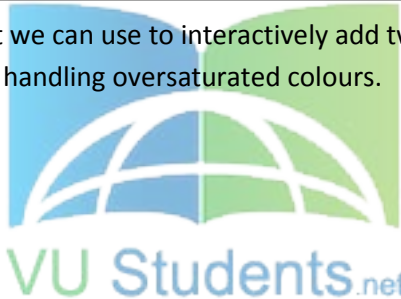 we can use to interactively add
handling oversaturated colours.
VU Students.net